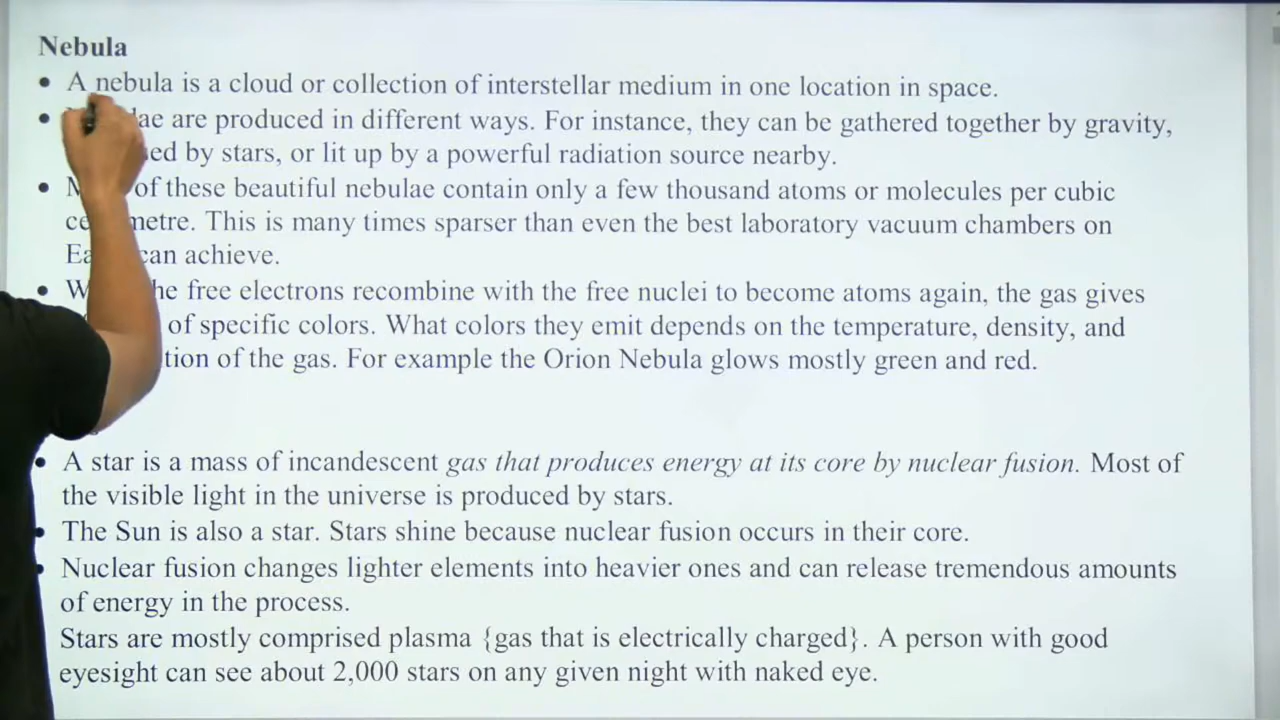 Nebula
• A nebula is a cloud or collection of interstellar medium in one location in space.
• are produced in different ways. For instance, they can be gathered together by gravity,
by stars, or lit up by a powerful radiation source nearby.
• of these beautiful nebulae contain only a few thousand atoms or molecules per cubic
This is many times sparser than even the best laboratory vacuum chambers on
can achieve.
• free electrons recombine with the free nuclei to become atoms again, the gas gives
of specific colors. What colors they emit depends on the temperature, density, and
of the gas. For example the Orion Nebula glows mostly green and red.
• A star is a mass of incandescent gas that produces energy at its core by nuclear fusion. Most of
the visible light in the universe is produced by stars.
• The Sun is also a star. Stars shine because nuclear fusion occurs in their core.
• Nuclear fusion changes lighter elements into heavier ones and can release tremendous amounts
of energy in the process.
Stars are mostly comprised plasma {gas that is electrically charged}. A person with good
eyesight can see about 2,000 stars on any given night with naked eye.